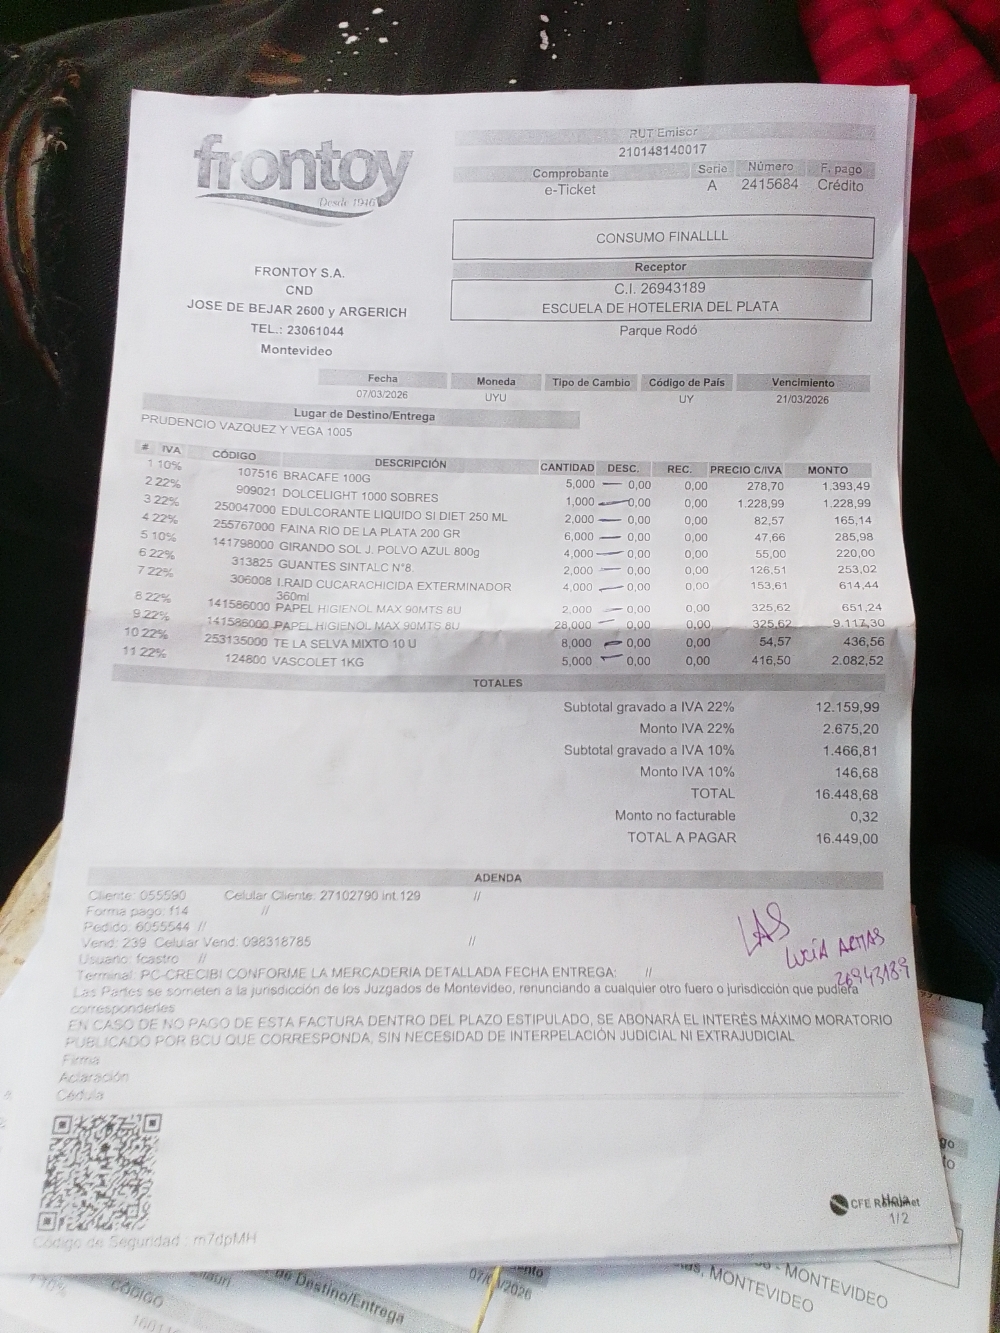 frontoy
Desde 1946
FRONTOY S.A.
CND
JOSE DE BEJAR 2600 y ARGERICH
TEL.: 23061044
Montevideo
RUT Emisor
210148140017
Comprobante Serie Número F. pago
e-Ticket A 2415684 Crédito
CONSUMO FINALLLL
Receptor
C.I. 26943189
ESCUELA DE HOTELERIA DEL PLATA
Parque Rodó
Fecha Moneda Tipo de Cambio Código de País Vencimiento
07/03/2026 UYU UY 21/03/2026
Lugar de Destino/Entrega
PRUDENCIO VAZQUEZ Y VEGA 1005
# IVA CÓDIGO DESCRIPCIÓN CANTIDAD DESC. REC. PRECIO C/IVA MONTO
1 10% 107516 BRACAFE 100G 5,000 0,00 0,00 278,70 1.393,49
2 22% 909021 DOLCELIGHT 1000 SOBRES 1,000 0,00 0,00 1.228,99 1.228,99
3 22% 250047000 EDULCORANTE LIQUIDO SI DIET 250 ML 2,000 0,00 0,00 82,57 165,14
4 22% 255767000 FAINA RIO DE LA PLATA 200 GR 6,000 0,00 0,00 47,66 285,98
5 10% 141798000 GIRANDO SOL J. POLVO AZUL 800g 4,000 0,00 0,00 55,00 220,00
6 22% 313825 GUANTES SINTALC N°8. 2,000 0,00 0,00 126,51 253,02
7 22% 306008 I.RAID CUCARACHICIDA EXTERMINADOR 4,000 0,00 0,00 153,61 614,44
360ml
8 22% 141586000 PAPEL HIGIENOL MAX 90MTS 8U 2,000 0,00 0,00 325,62 651,24
9 22% 141586000 PAPEL HIGIENOL MAX 90MTS 8U 28,000 0,00 0,00 325,62 9.117,30
10 22% 253135000 TE LA SELVA MIXTO 10 U 8,000 0,00 0,00 54,57 436,56
11 22% 124800 VASCOLET 1KG 5,000 0,00 0,00 416,50 2.082,52
TOTALES
Subtotal gravado a IVA 22% 12.159,99
Monto IVA 22% 2.675,20
Subtotal gravado a IVA 10% 1.466,81
Monto IVA 10% 146,68
TOTAL 16.448,68
Monto no facturable 0,32
TOTAL A PAGAR 16.449,00
ADENDA
Cliente: 055590 Celular Cliente: 27102790 int 129 //
Forma pago: f14 //
Pedido: 6055544 //
Vend: 239 Celular Vend: 098318785 //
Usuario: fcastro //
Terminal: PC-CRECIBI CONFORME LA MERCADERIA DETALLADA FECHA ENTREGA: //
Las Partes se someten a la jurisdicción de los Juzgados de Montevideo, renunciando a cualquier otro fuero o jurisdicción que pudiera
corresponderles
EN CASO DE NO PAGO DE ESTA FACTURA DENTRO DEL PLAZO ESTIPULADO, SE ABONARÁ EL INTERÉS MÁXIMO MORATORIO
PUBLICADO POR BCU QUE CORRESPONDA, SIN NECESIDAD DE INTERPELACIÓN JUDICIAL NI EXTRAJUDICIAL
Firma
Aclaración
Cédula
LUCÍA ARTIAS
26943189
Código de Seguridad : m7dpMH
CFE
Hoja
1/2
de Destino/Entrega
CÓDIGO
- MONTEVIDEO
MONTEVIDEO